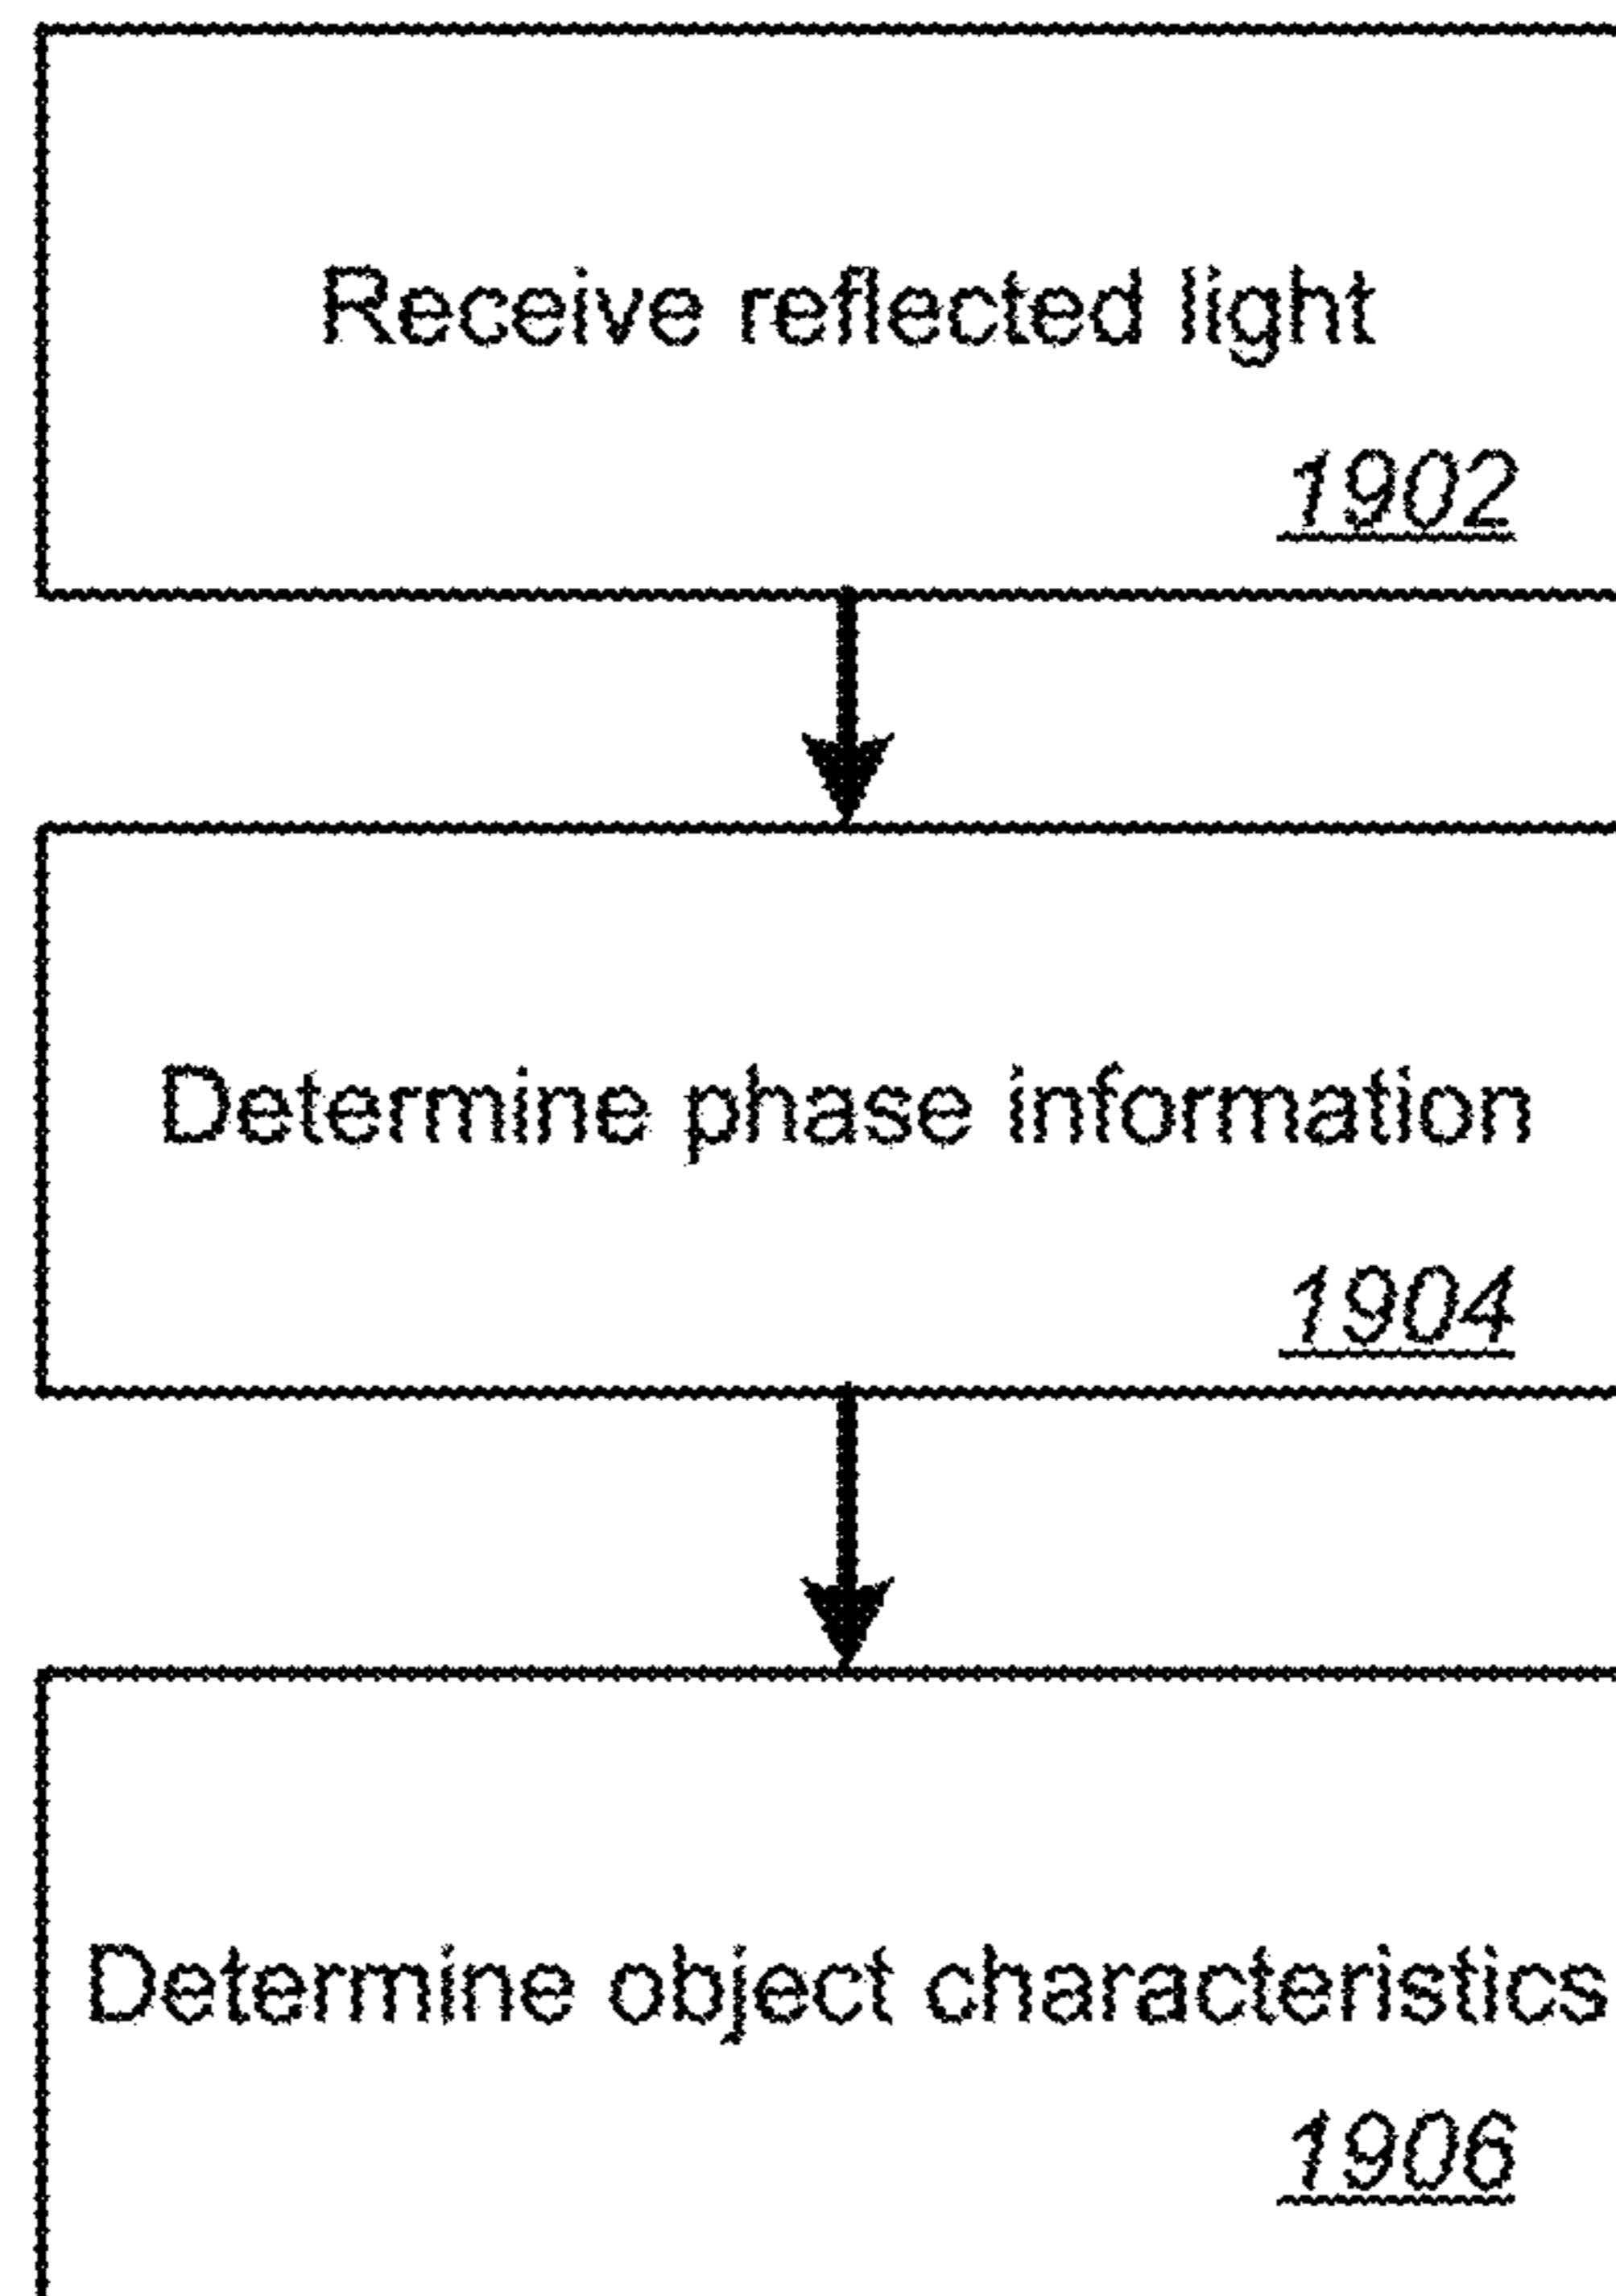 Receive reflected light
1902
Determine phase information
1904
Determine object characteristics
1906